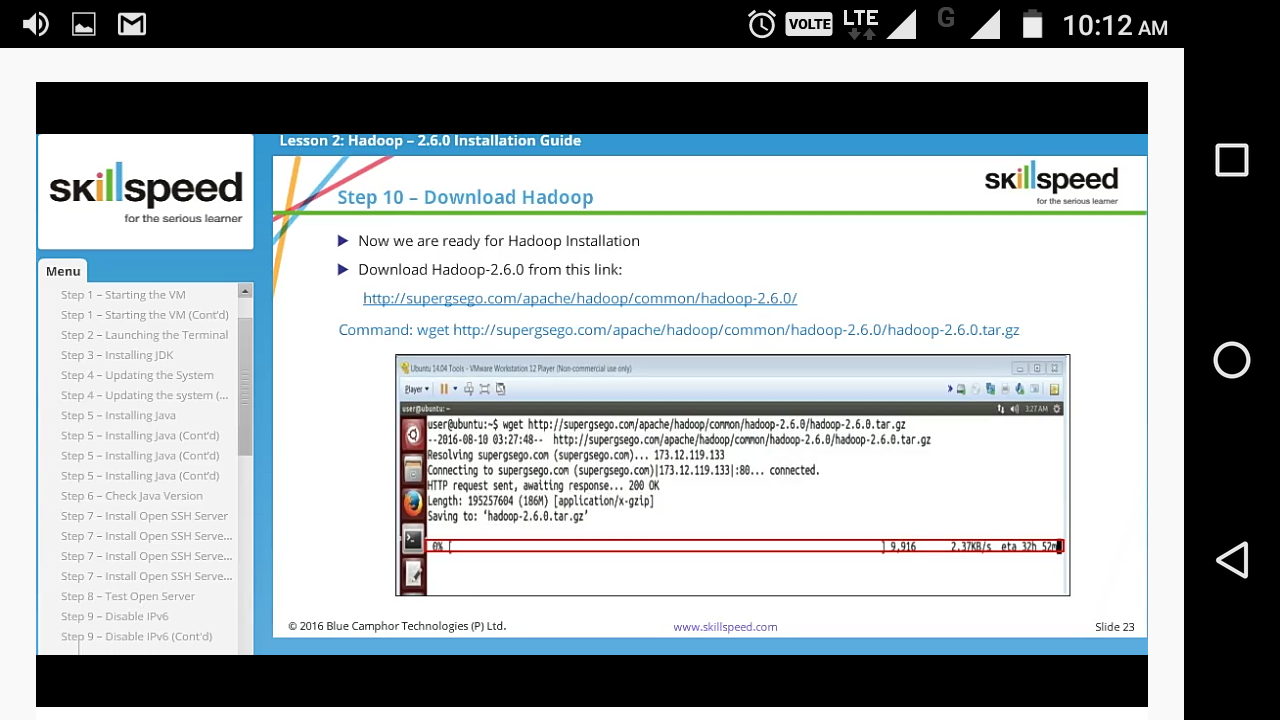 VOLTE LTE G 10:12 AM
Lesson 2: Hadoop – 2.6.0 Installation Guide
skillspeed
for the serious learner
Menu
Step 1 – Starting the VM
Step 1 – Starting the VM (Cont'd)
Step 2 – Launching the Terminal
Step 3 – Installing JDK
Step 4 – Updating the System
Step 4 – Updating the system (...
Step 5 – Installing Java
Step 5 – Installing Java (Cont'd)
Step 5 – Installing Java (Cont'd)
Step 5 – Installing Java (Cont'd)
Step 6 – Check Java Version
Step 7 – Install Open SSH Server
Step 7 – Install Open SSH Serve...
Step 7 – Install Open SSH Serve...
Step 7 – Install Open SSH Serve...
Step 8 – Test Open Server
Step 9 – Disable IPv6
Step 9 – Disable IPv6 (Cont'd)
Step 10 – Download Hadoop
skillspeed
for the serious learner
Now we are ready for Hadoop Installation
Download Hadoop-2.6.0 from this link:
http://supergsego.com/apache/hadoop/common/hadoop-2.6.0/
Command: wget http://supergsego.com/apache/hadoop/common/hadoop-2.6.0/hadoop-2.6.0.tar.gz
Ubuntu 14.04 Tools - VMware Workstation 12 Player (Non-commercial use only)
Player
user@ubuntu: ~ 3:27 AM
user@ubuntu:~$ wget http://supergsego.com/apache/hadoop/common/hadoop-2.6.0/hadoop-2.6.0.tar.gz
--2016-08-10 03:27:48-- http://supergsego.com/apache/hadoop/common/hadoop-2.6.0/hadoop-2.6.0.tar.gz
Resolving supergsego.com (supergsego.com)... 173.12.119.133
Connecting to supergsego.com (supergsego.com)|173.12.119.133|:80... connected.
HTTP request sent, awaiting response... 200 OK
Length: 195257604 (186M) [application/x-gzip]
Saving to: ‘hadoop-2.6.0.tar.gz’
0% [ ] 9,916 2.37KB/s eta 32h 52m
© 2016 Blue Camphor Technologies (P) Ltd.
www.skillspeed.com
Slide 23